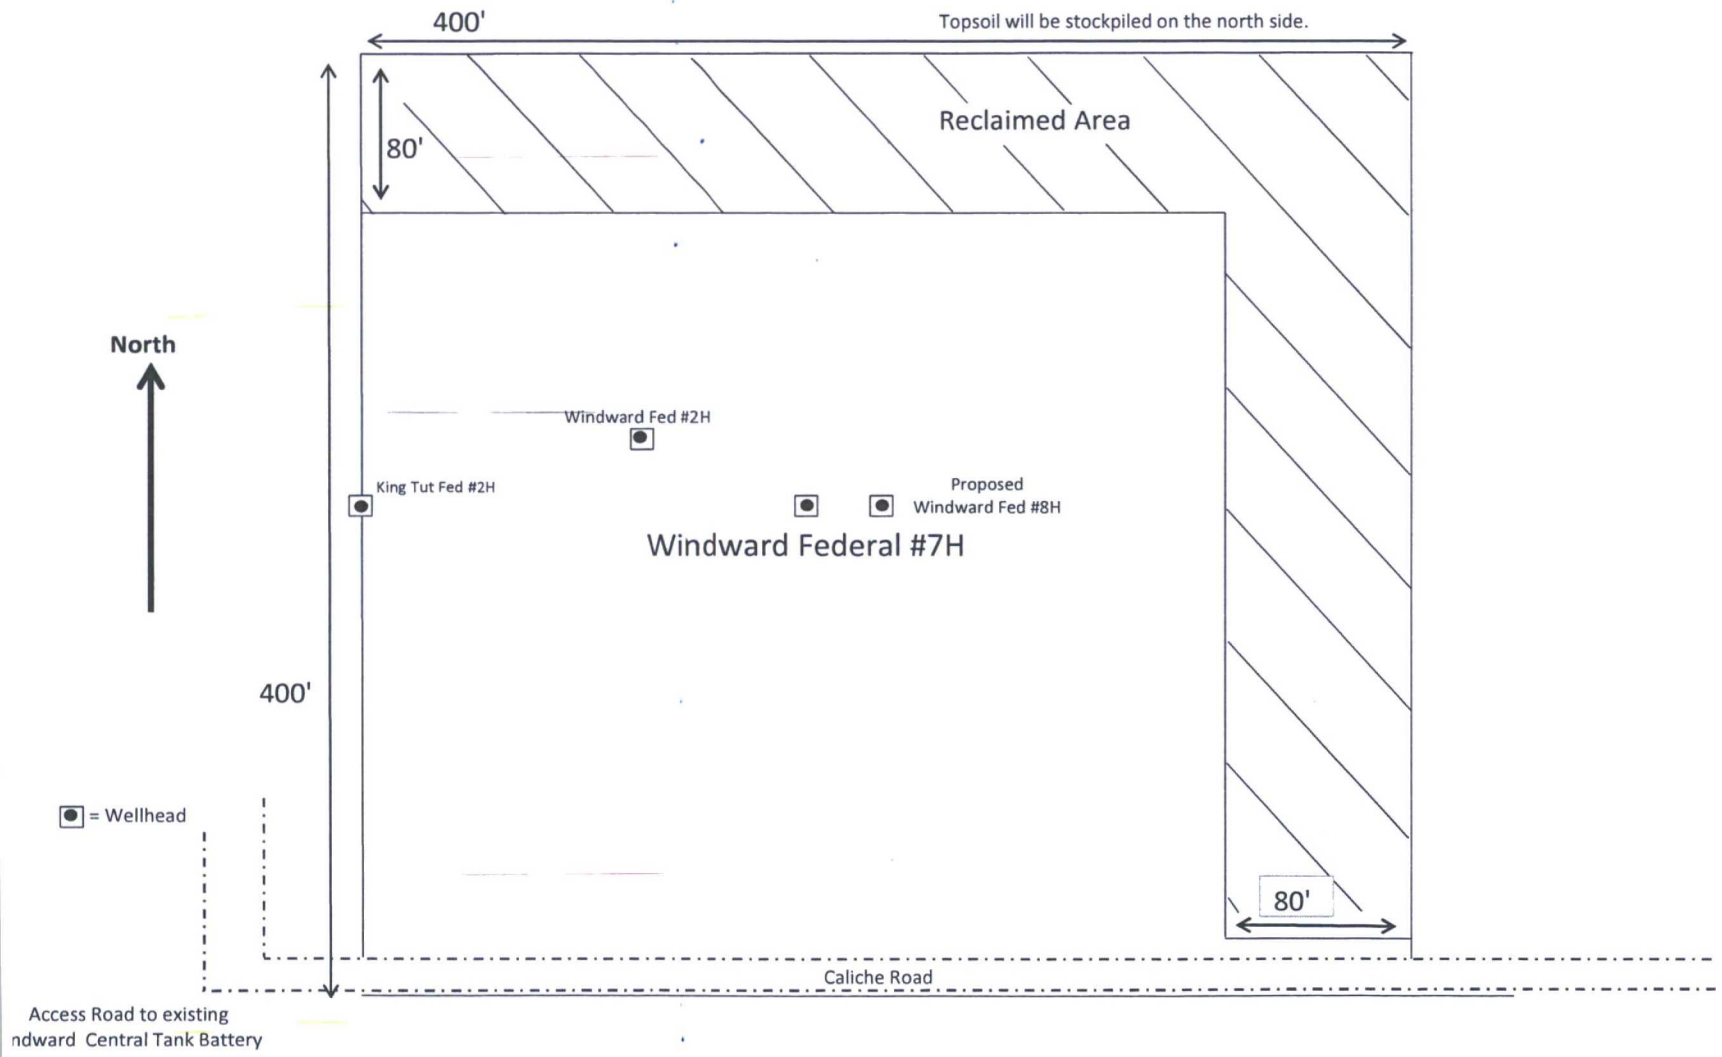 400'
Topsoil will be stockpiled on the north side.
Reclaimed Area
80'
North
Windward Fed #2H
King Tut Fed #2H
Proposed
Windward Fed #8H
Windward Federal #7H
400'
= Wellhead
80'
Caliche Road
Access Road to existing
ndward Central Tank Battery